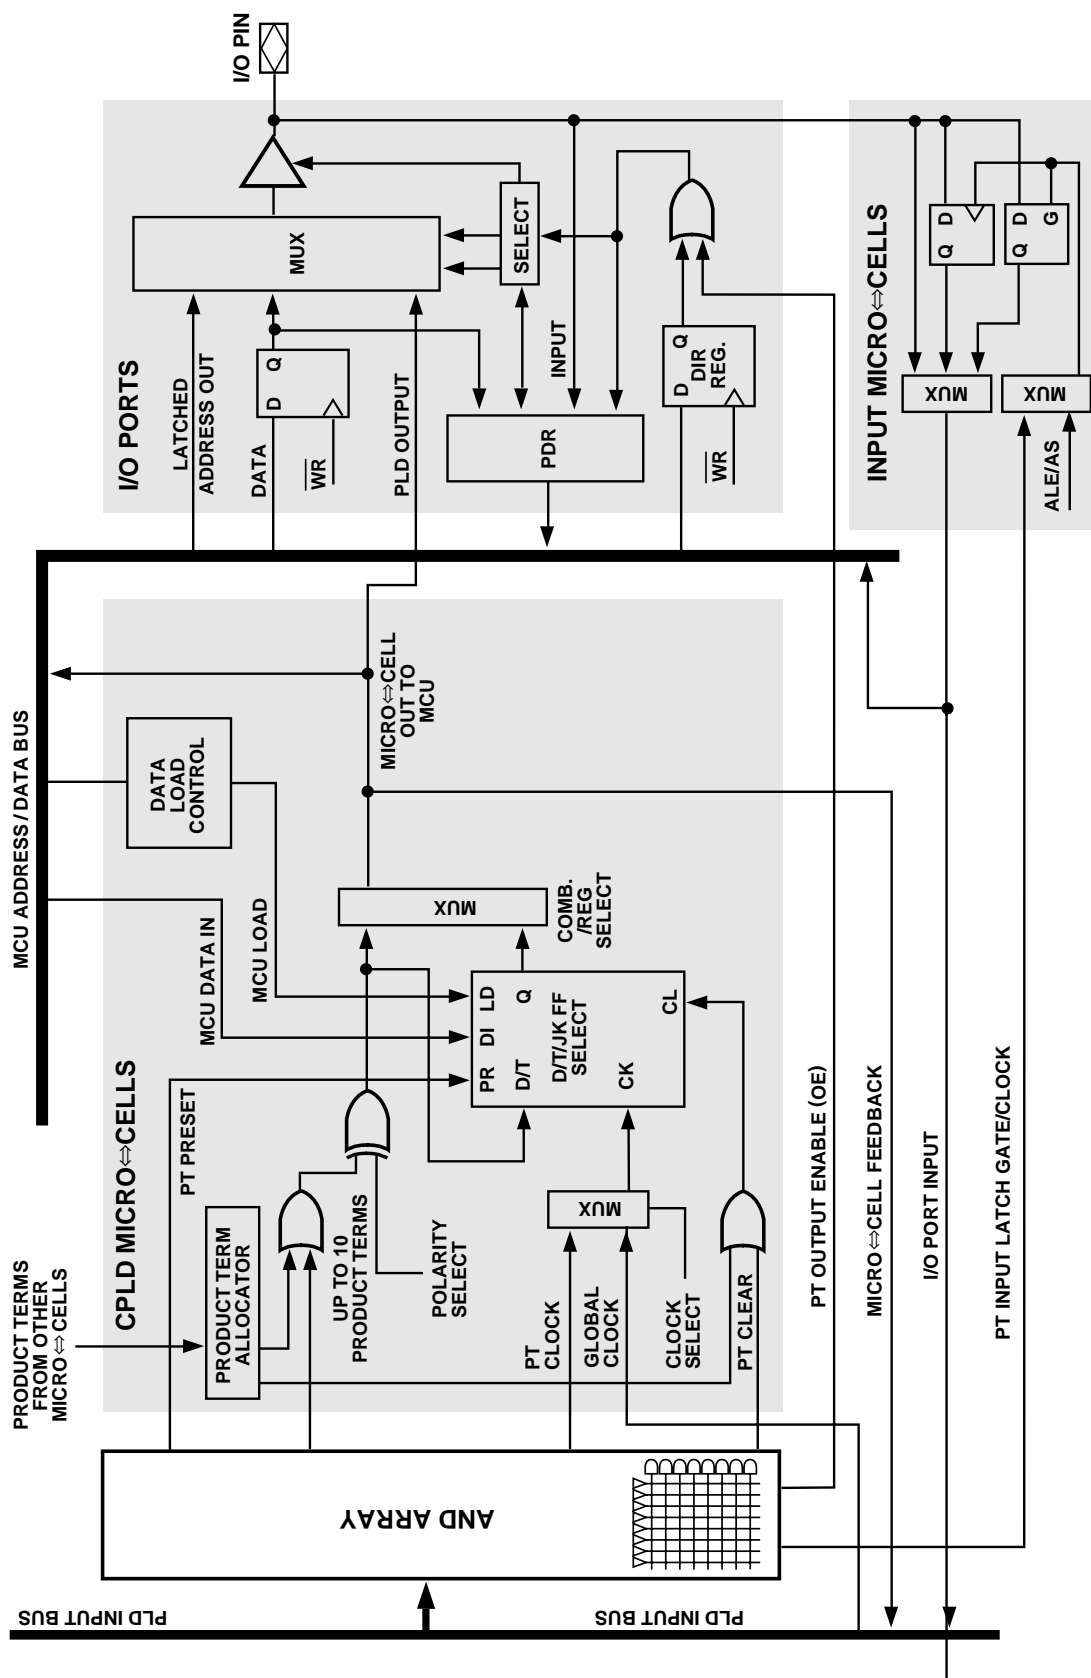 PLD INPUT BUS
PLD INPUT BUS
AND ARRAY
PRODUCT TERMS
FROM OTHER
MICRO⇔CELLS
CPLD MICRO⇔CELLS
PRODUCT TERM
ALLOCATOR
PT PRESET
UP TO 10
PRODUCT TERMS
POLARITY
SELECT
PT
CLOCK
GLOBAL
CLOCK
CLOCK
SELECT
PT CLEAR
MUX
MCU DATA IN
MCU LOAD
PR
DI
LD
D/T
Q
D/T/JK FF
SELECT
CK
CL
MUX
COMB.
/REG
SELECT
DATA
LOAD
CONTROL
MCU ADDRESS / DATA BUS
MICRO⇔CELL
OUT TO
MCU
PT OUTPUT ENABLE (OE)
MICRO⇔CELL FEEDBACK
I/O PORT INPUT
PT INPUT LATCH GATE/CLOCK
I/O PORTS
LATCHED
ADDRESS OUT
DATA
WR
PLD OUTPUT
D
Q
MUX
PDR
INPUT
SELECT
WR
D
Q
DIR
REG.
I/O PIN
INPUT MICRO⇔CELLS
MUX
MUX
ALE/AS
Q
D
Q
D
G